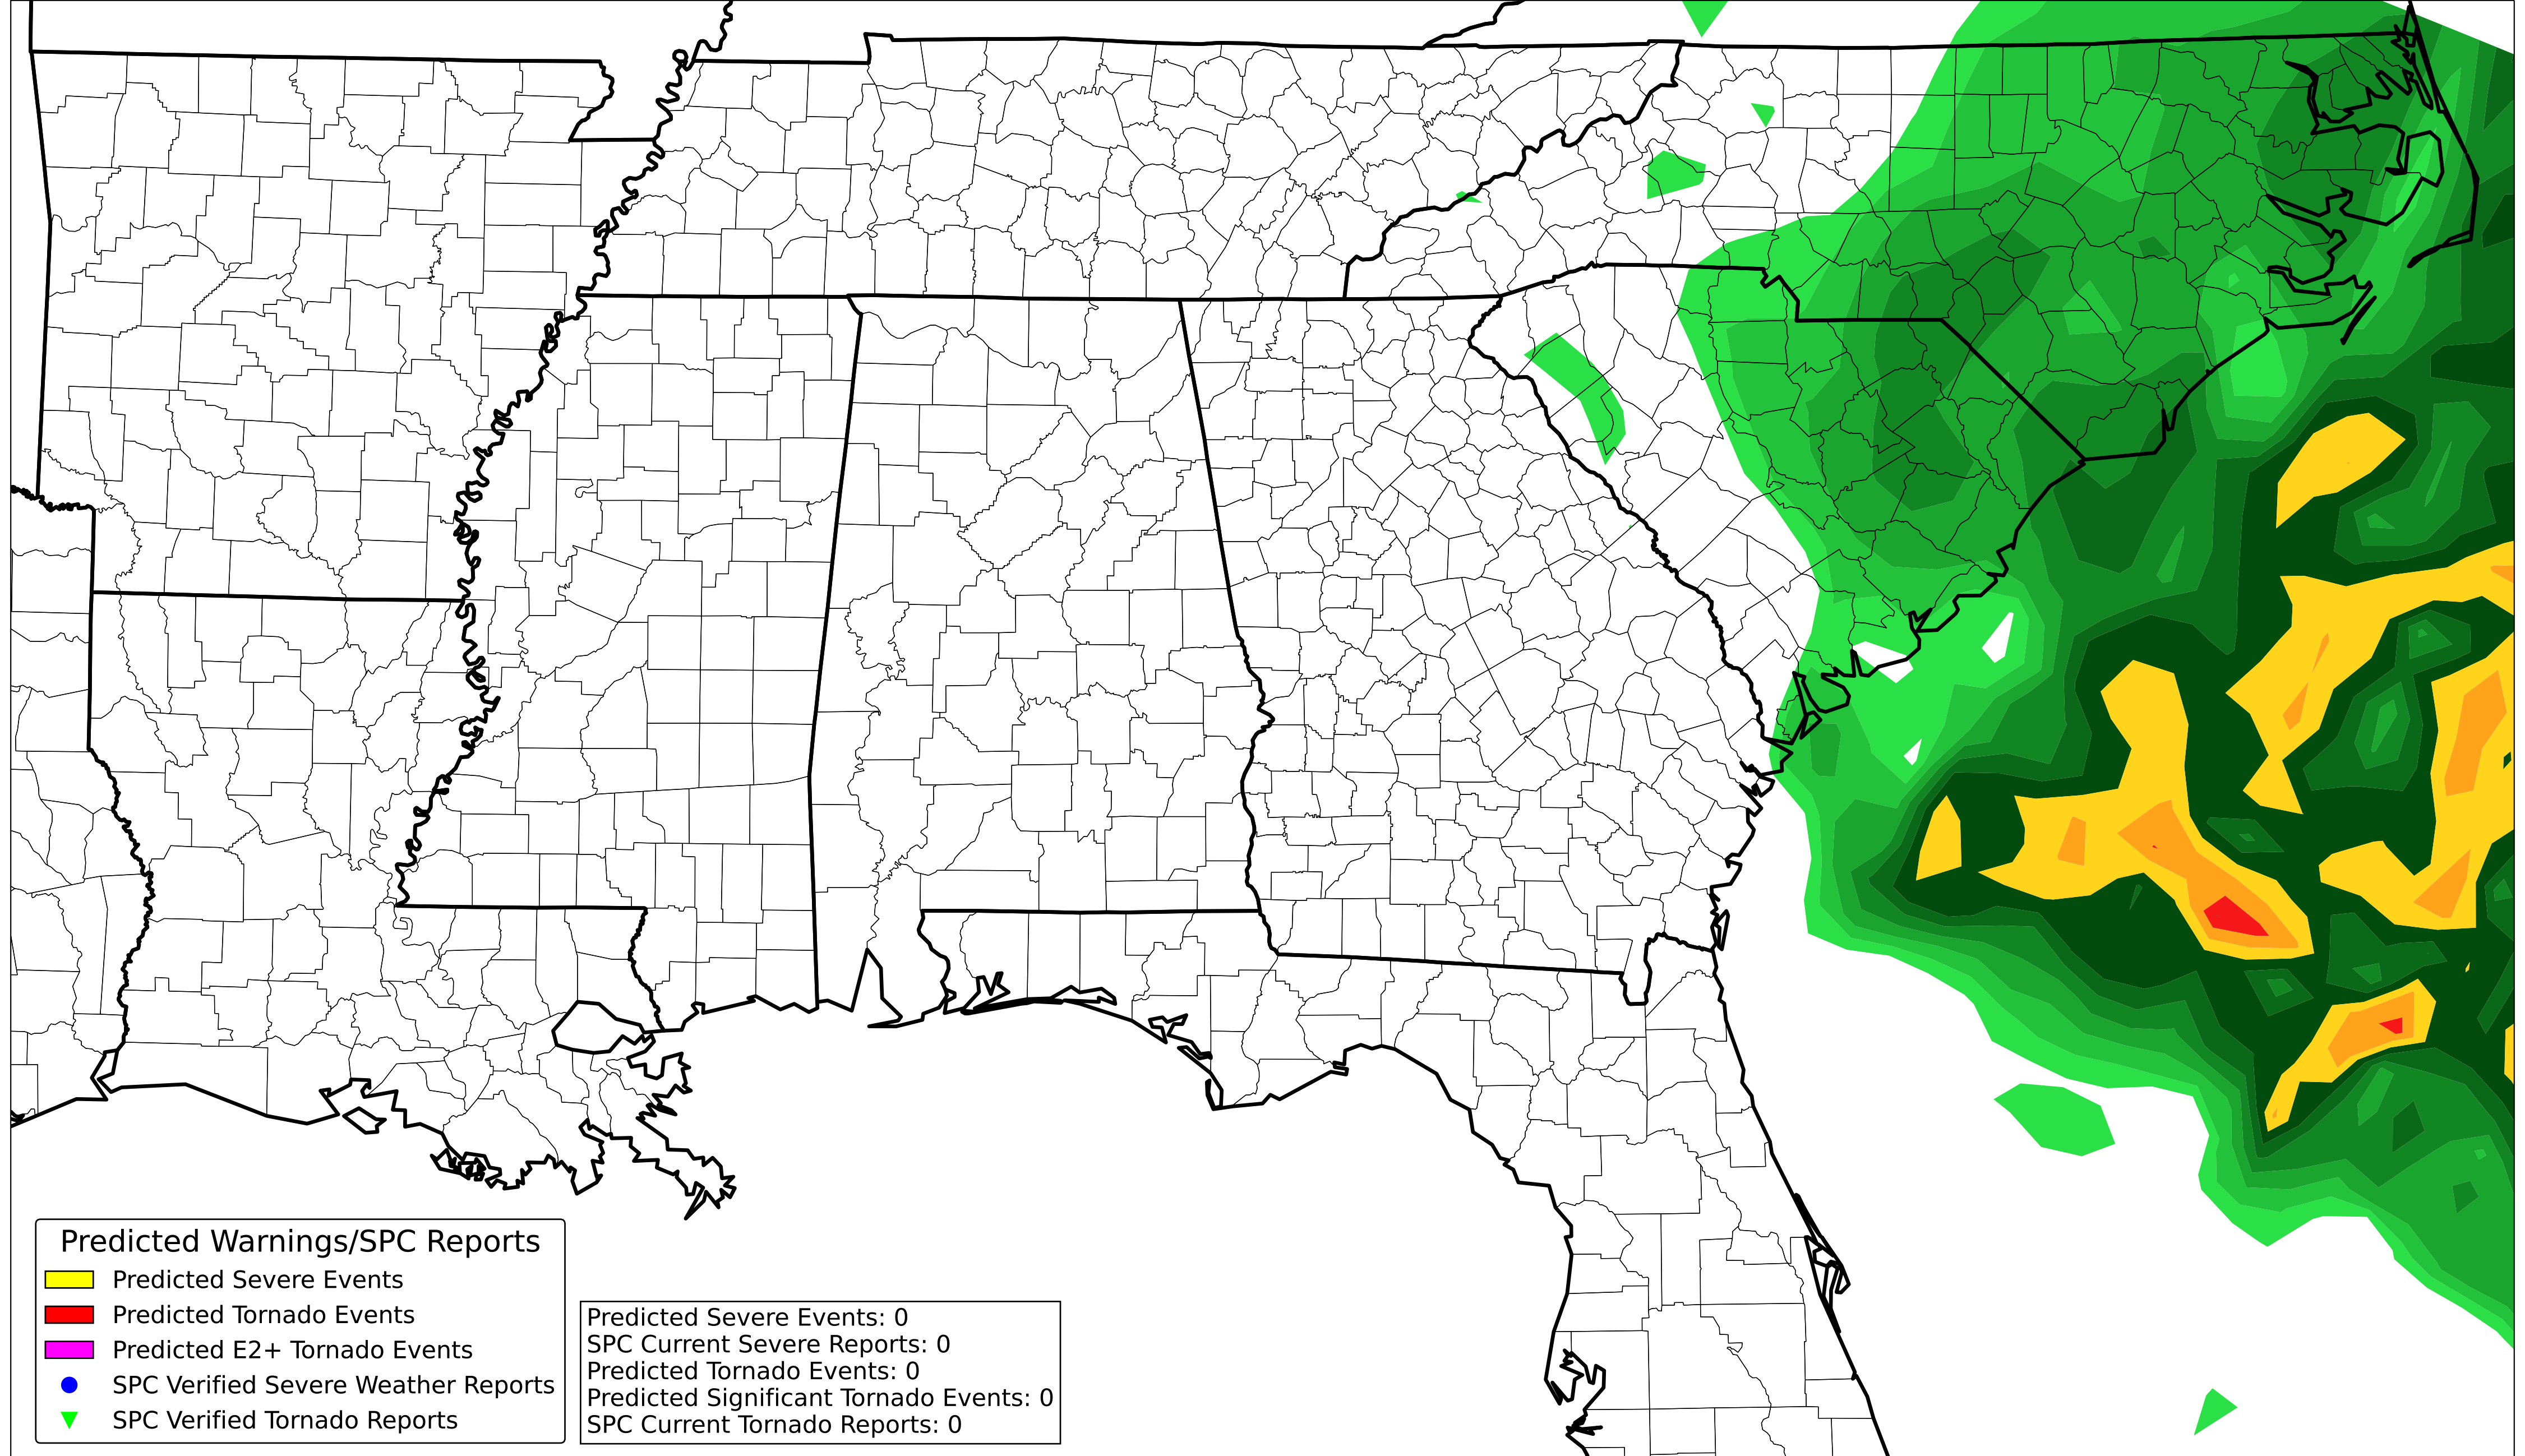 Predicted Warnings/SPC Reports
Predicted Severe Events
Predicted Tornado Events
Predicted E2+ Tornado Events
SPC Verified Severe Weather Reports
SPC Verified Tornado Reports
Predicted Severe Events: 0
SPC Current Severe Reports: 0
Predicted Tornado Events: 0
Predicted Significant Tornado Events: 0
SPC Current Tornado Reports: 0